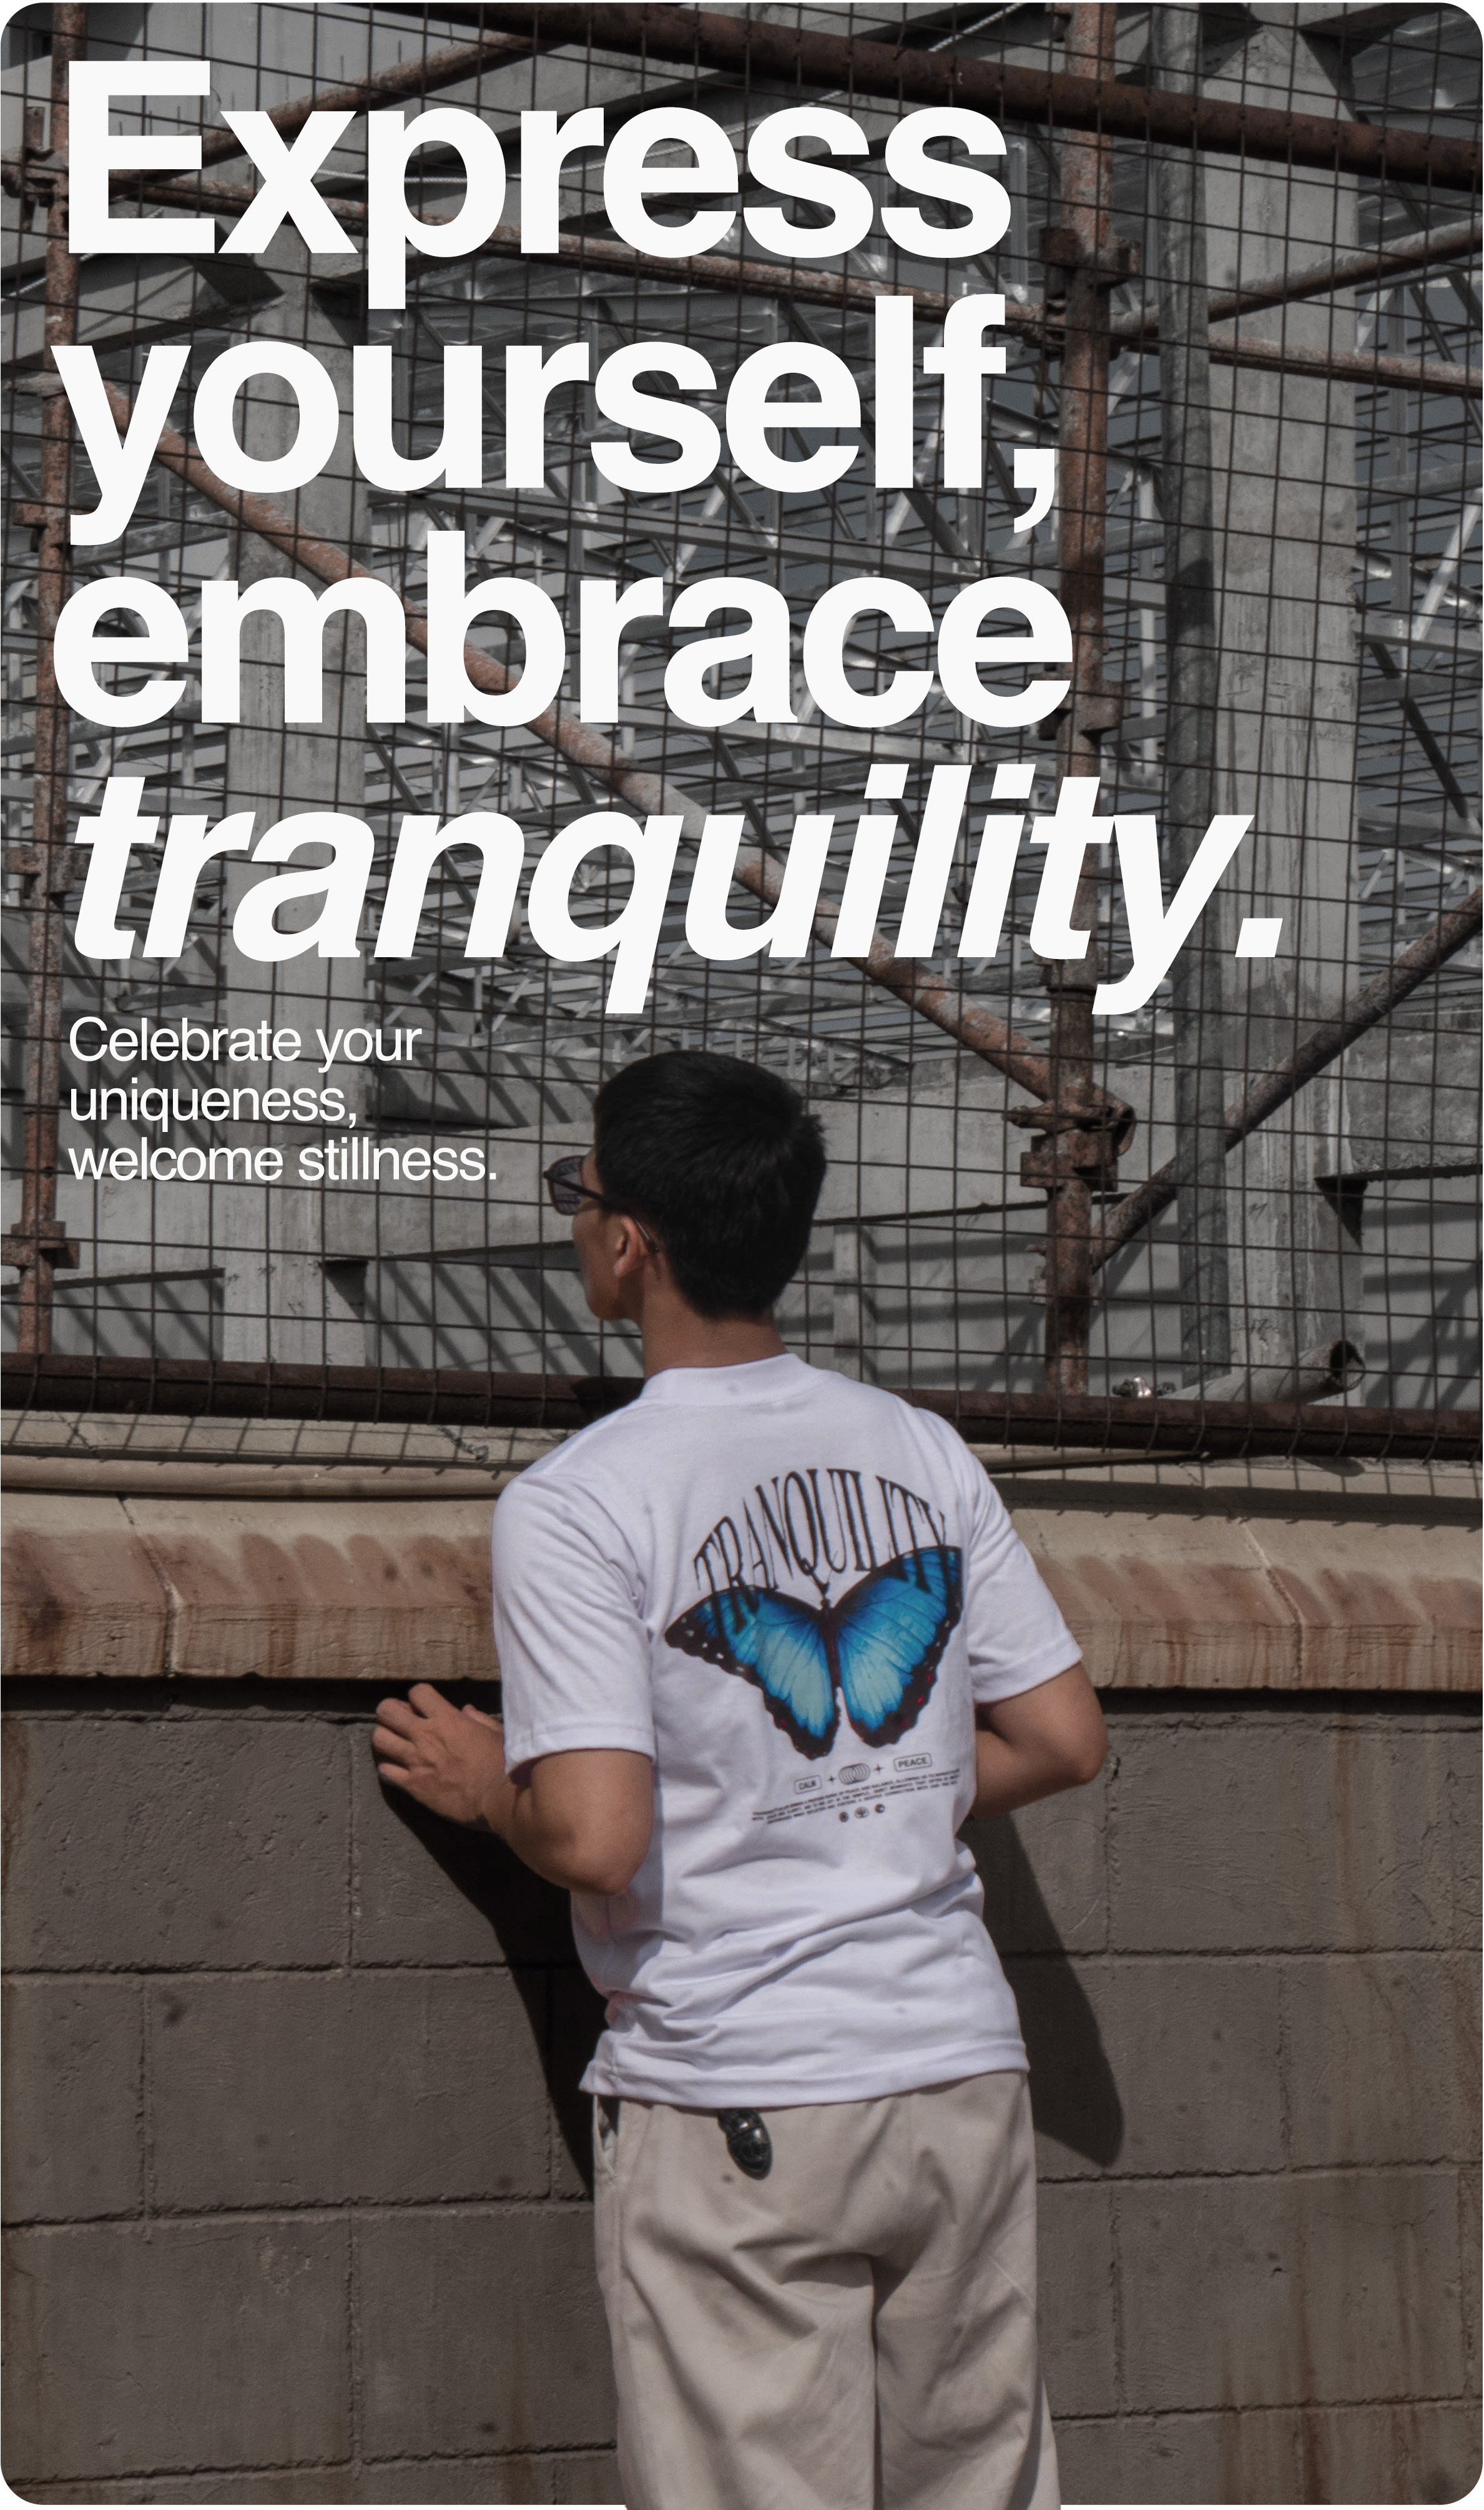 Express
yourself,
embrace
tranquility.
Celebrate your
uniqueness,
welcome stillness.
TRANQUILITY
CALM
PEACE